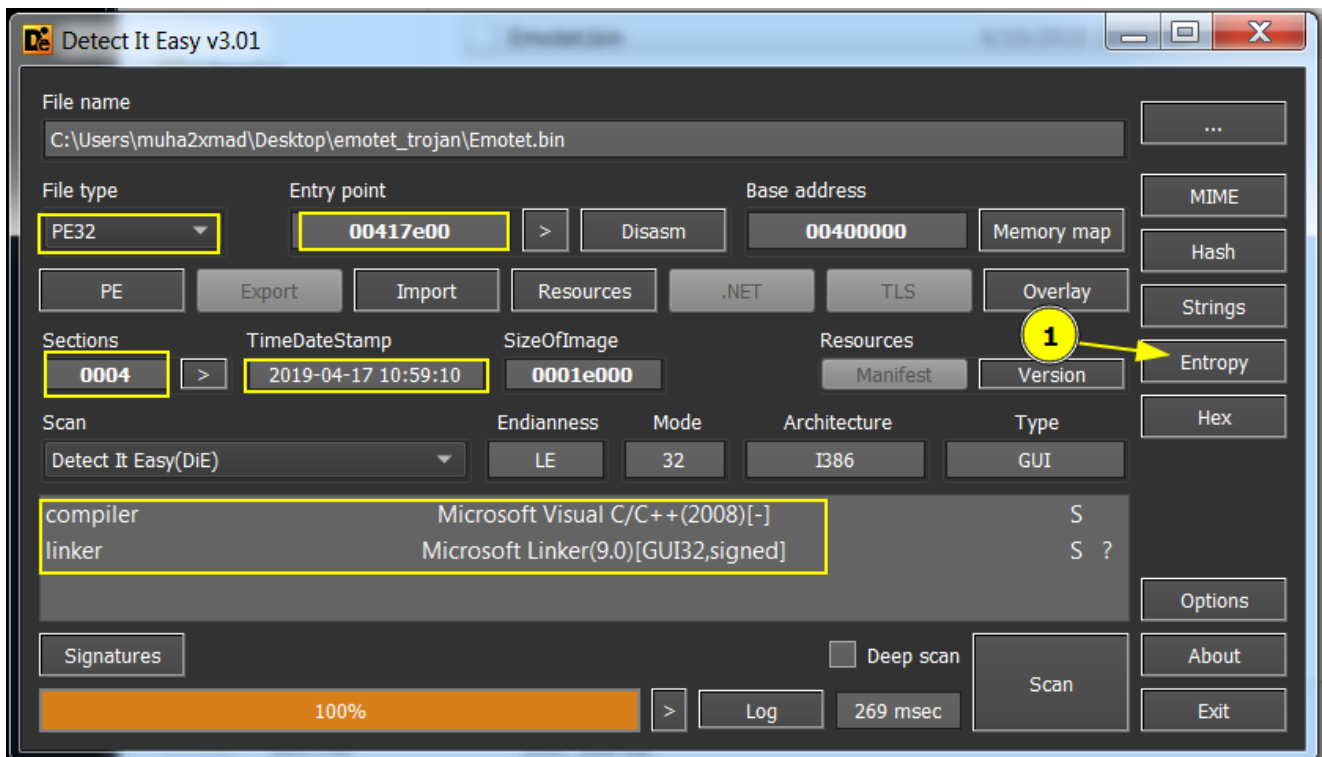 Detect It Easy v3.01
File name
C:\Users\muha2xmad\Desktop\emotet_trojan\Emotet.bin
...
File type Entry point Base address
MIME
PE32 00417e00 > Disasm 00400000 Memory map
Hash
PE Export Import Resources .NET TLS Overlay
Strings
Sections TimeDateStamp SizeOfImage Resources
1
Entropy
0004 > 2019-04-17 10:59:10 0001e000 Manifest Version
Hex
Scan Endianness Mode Architecture Type
Detect It Easy(DiE) LE 32 I386 GUI
compiler Microsoft Visual C/C++(2008)[-] S
linker Microsoft Linker(9.0)[GUI32,signed] S ?
Options
Signatures Deep scan Scan About
100% > Log 269 msec Exit